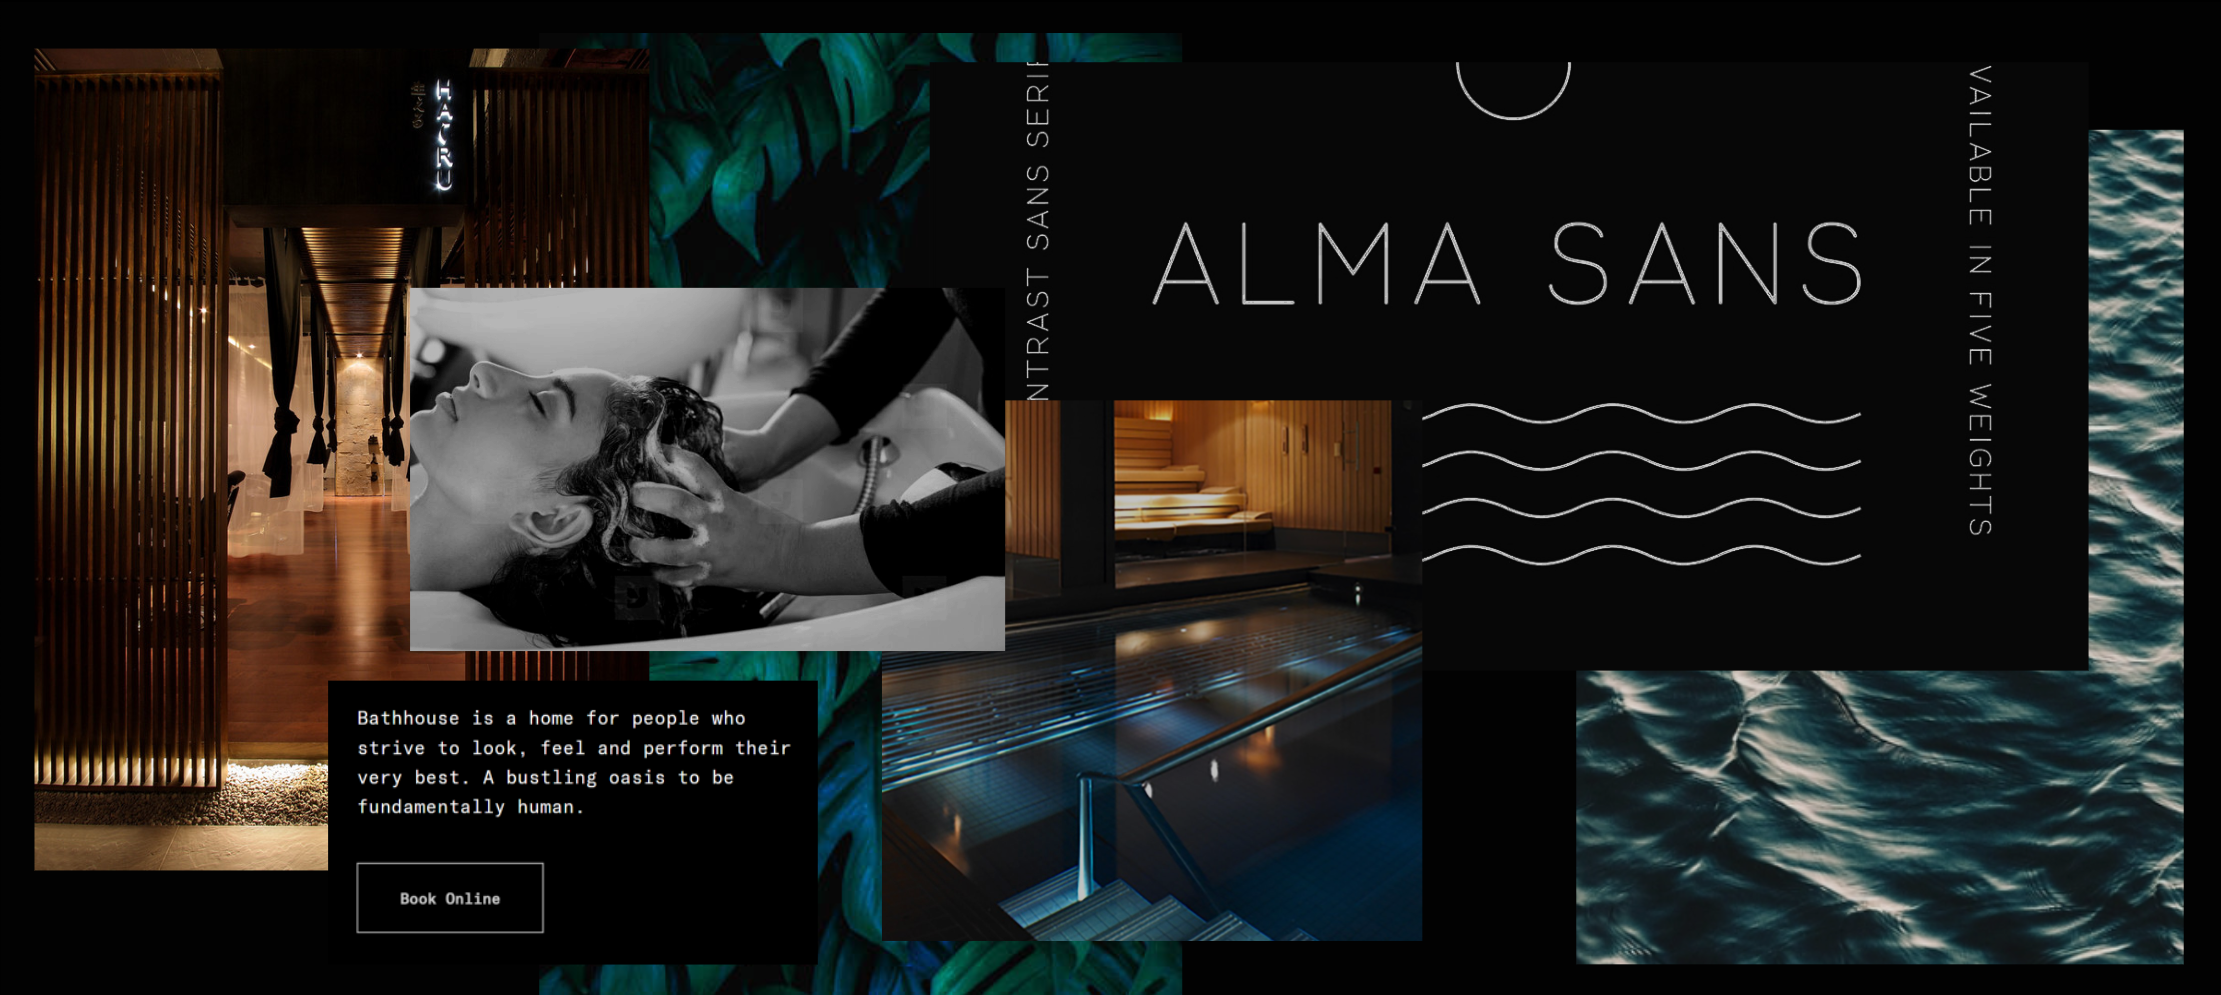 HAIRU
NTRAST SANS SERIF
ALMA SANS
VAILABLE IN FIVE WEIGHTS
Bathhouse is a home for people who
strive to look, feel and perform their
very best. A bustling oasis to be
fundamentally human.
Book Online